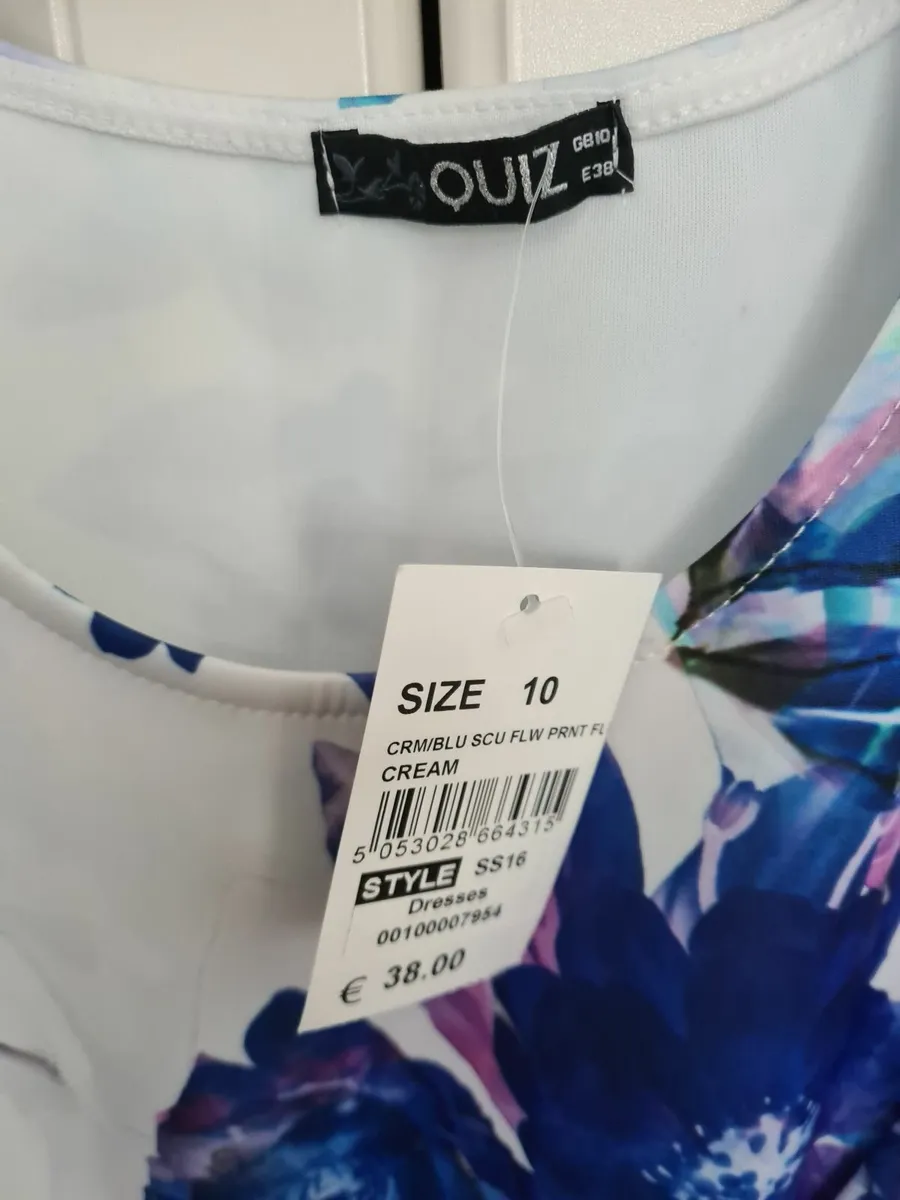 QUIZ
GB10
E38
SIZE 10
CRM/BLU SCU FLW PRNT FL
CREAM
5 053028 664315
STYLE SS16
Dresses
00100007954
€ 38.00